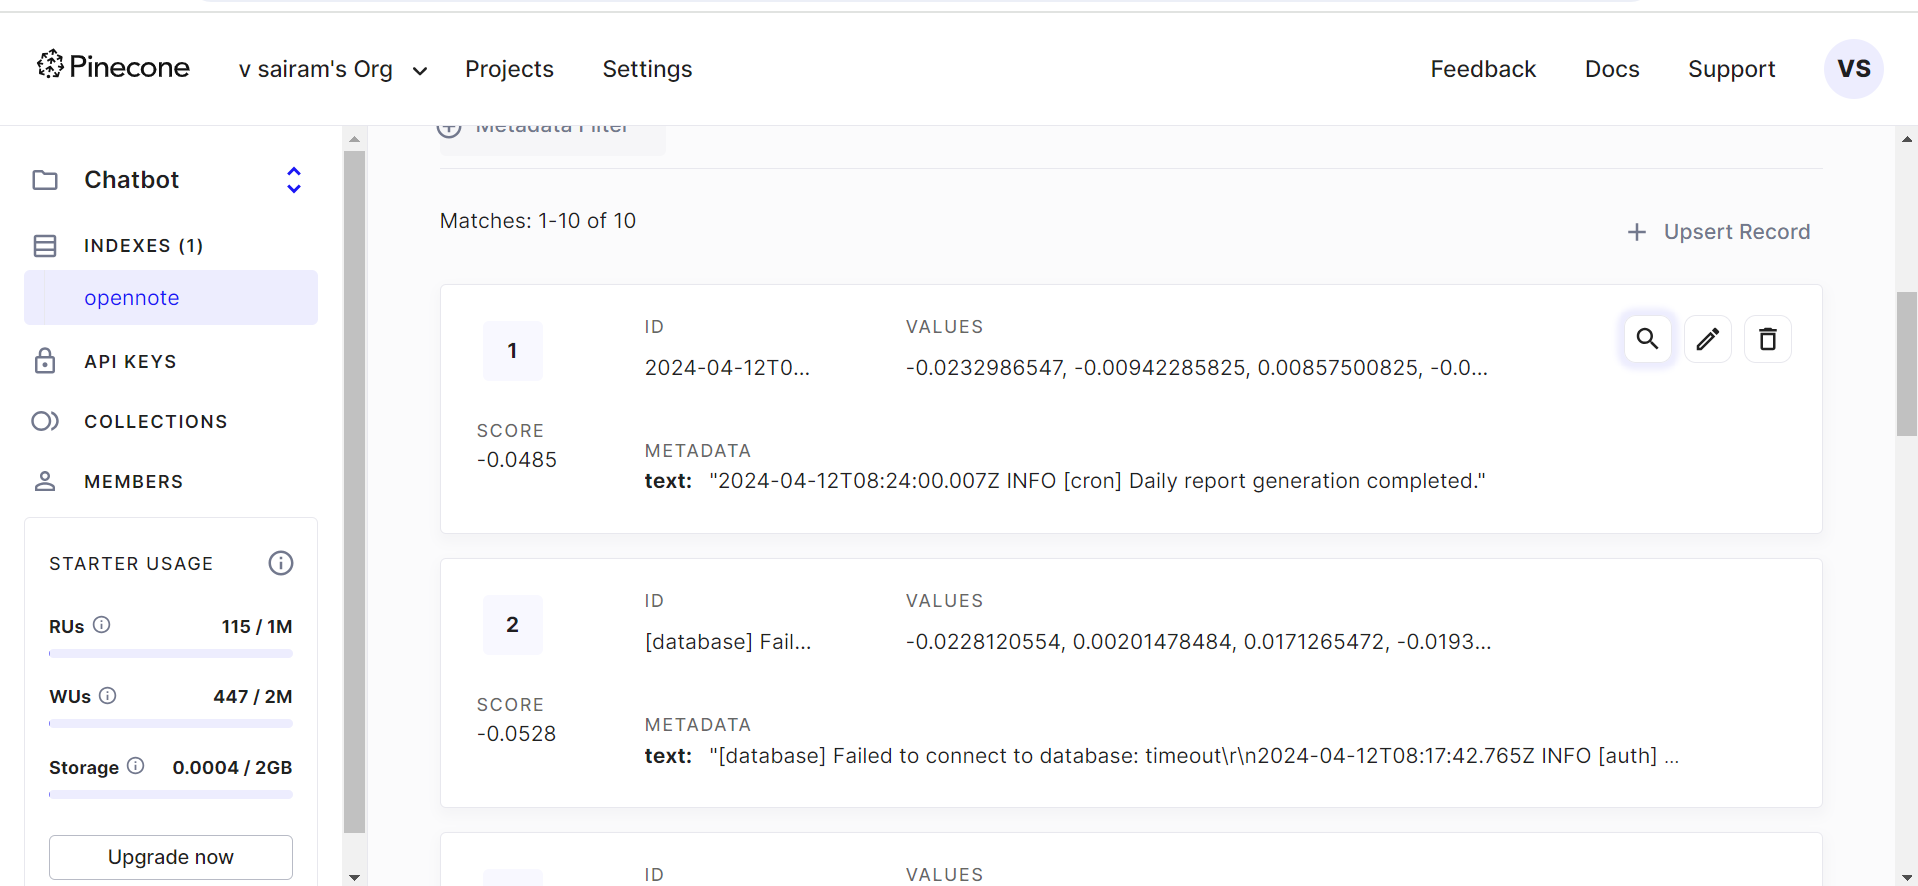 Pinecone
v sairam's Org
Projects
Settings
Feedback
Docs
Support
VS
Chatbot
INDEXES (1)
opennote
API KEYS
COLLECTIONS
MEMBERS
STARTER USAGE
RUs 115 / 1M
WUs 447 / 2M
Storage 0.0004 / 2GB
Upgrade now
Metadata Filter
Matches: 1-10 of 10
+ Upsert Record
1
ID
2024-04-12T0...
VALUES
-0.0232986547, -0.00942285825, 0.00857500825, -0.0...
SCORE
-0.0485
METADATA
text: "2024-04-12T08:24:00.007Z INFO [cron] Daily report generation completed."
2
ID
[database] Fail...
VALUES
-0.0228120554, 0.00201478484, 0.0171265472, -0.0193...
SCORE
-0.0528
METADATA
text: "[database] Failed to connect to database: timeout\r\n2024-04-12T08:17:42.765Z INFO [auth] ...
ID
VALUES